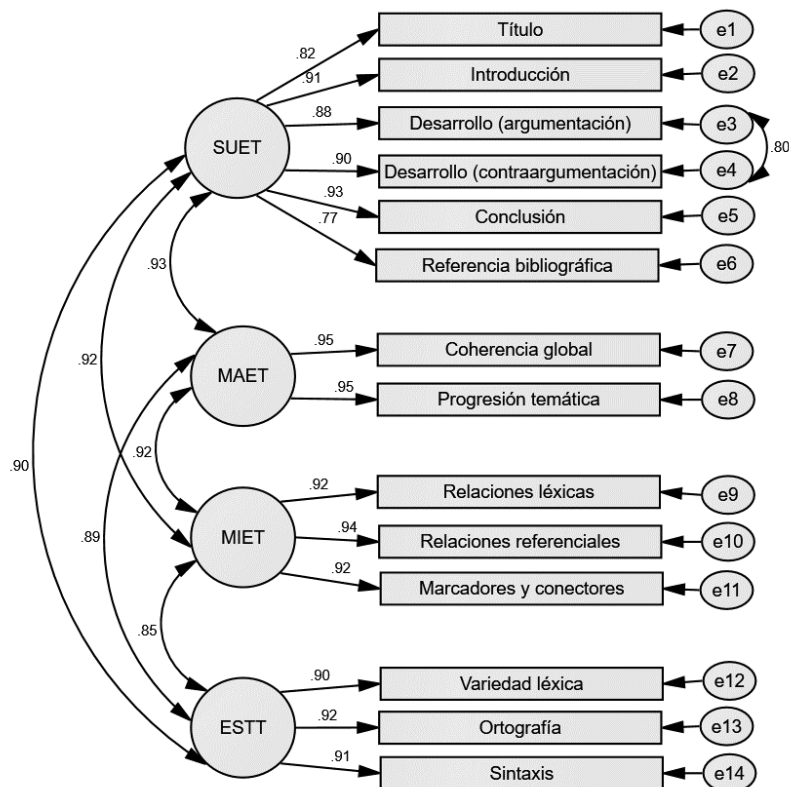 Título
e1
.82
Introducción
e2
.91
SUET
.88
Desarrollo (argumentación)
e3
.80
.90
Desarrollo (contraargumentación)
e4
.93
Conclusión
e5
.77
Referencia bibliográfica
e6
.93
MAET
.95
Coherencia global
e7
.95
Progresión temática
e8
.92
.92
.90
.89
MIET
.92
Relaciones léxicas
e9
.94
Relaciones referenciales
e10
.92
Marcadores y conectores
e11
.85
ESTT
.90
Variedad léxica
e12
.92
Ortografía
e13
.91
Sintaxis
e14